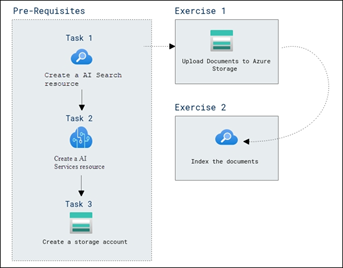 Pre-Requisites
Task 1
Create a AI Search
resource
Task 2
Create a AI
Services resource
Task 3
Create a storage account
Exercise 1
Upload Documents to Azure
Storage
Exercise 2
Index the documents